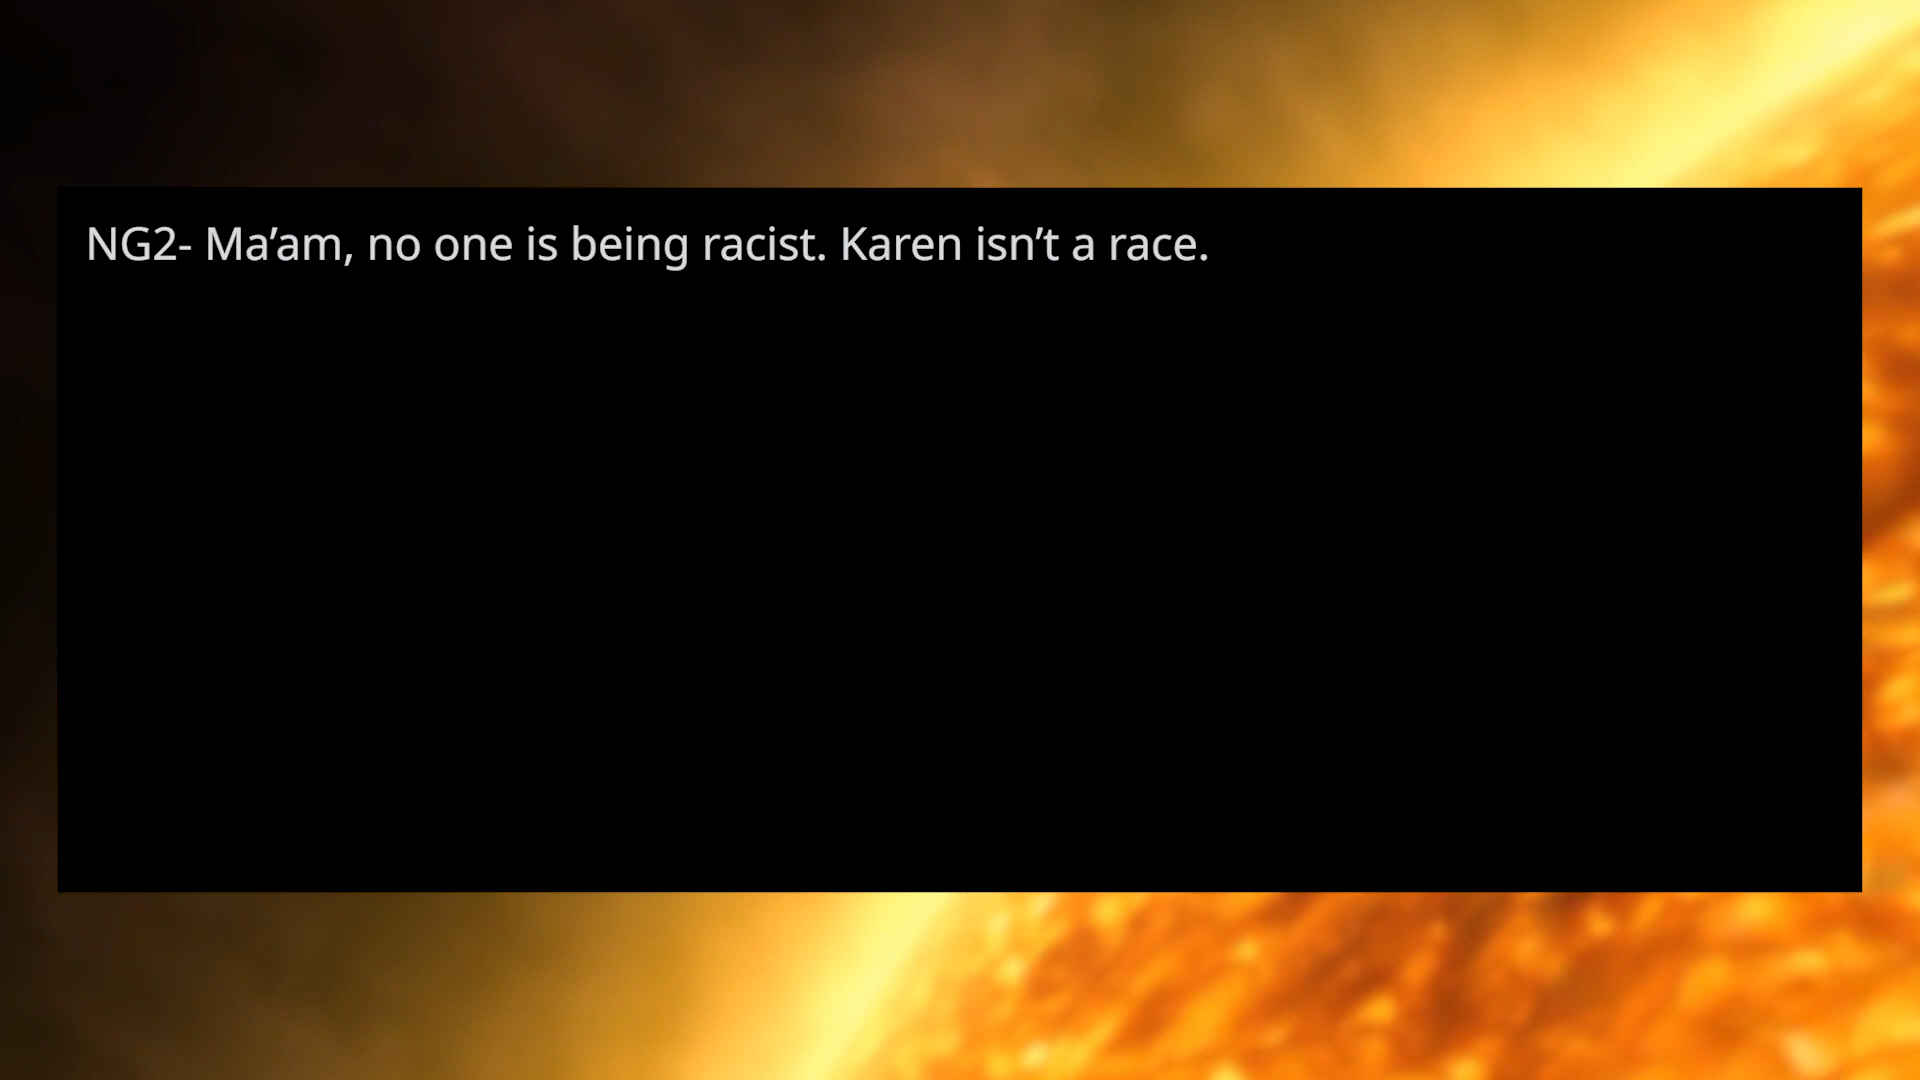 NG2- Ma’am, no one is being racist. Karen isn’t a race.